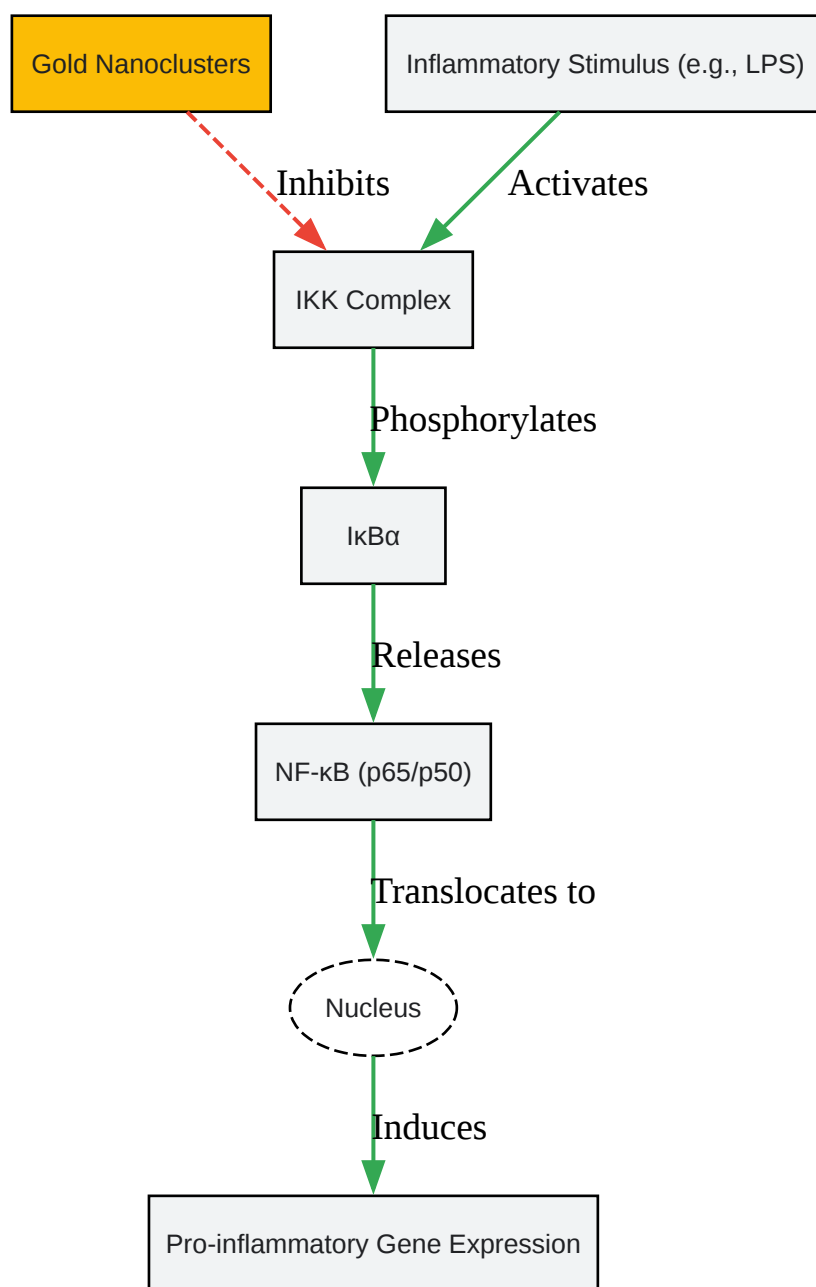 Gold Nanoclusters
Inflammatory Stimulus (e.g., LPS)
Inhibits
Activates
IKK Complex
Phosphorylates
IκBα
Releases
NF-κB (p65/p50)
Translocates to
Nucleus
Induces
Pro-inflammatory Gene Expression